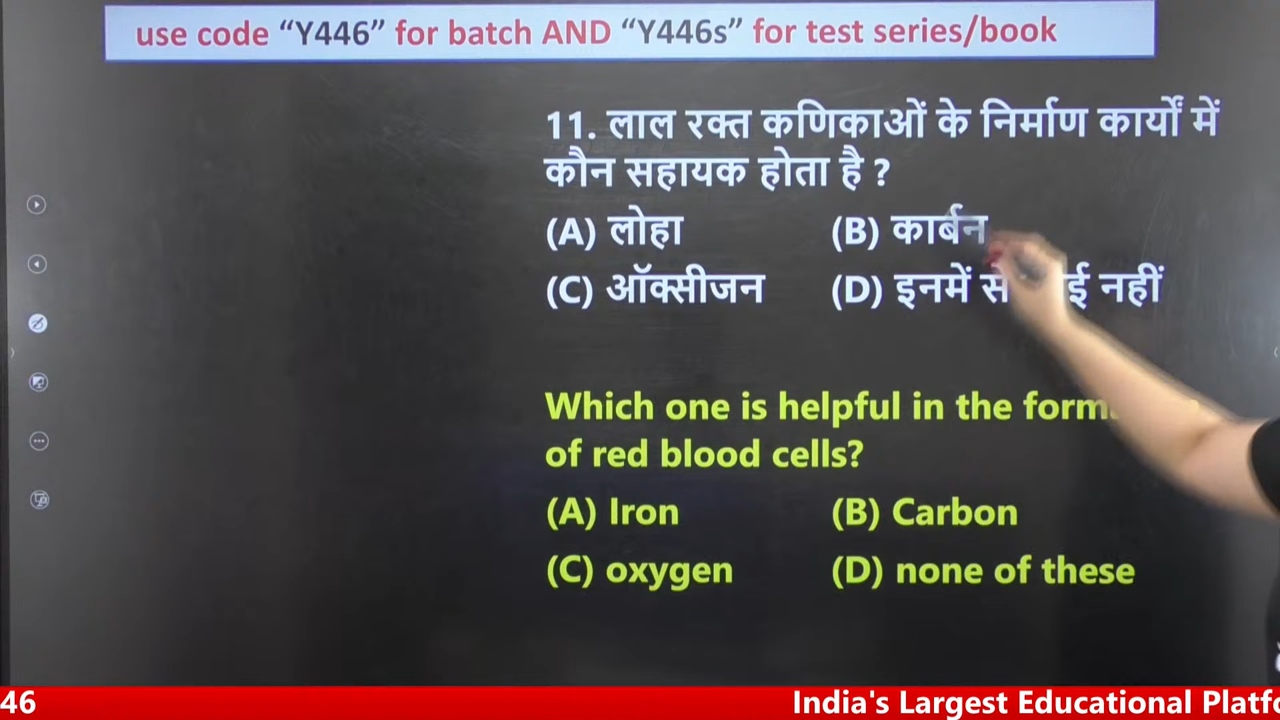 use code “Y446” for batch AND “Y446s” for test series/book
11. लाल रक्त कणिकाओं के निर्माण कार्यों में
कौन सहायक होता है ?
(A) लोहा (B) कार्बन
(C) ऑक्सीजन (D) इनमें से नहीं
Which one is helpful in the
of red blood cells?
(A) Iron (B) Carbon
(C) oxygen (D) none of these
46 India's Largest Educational